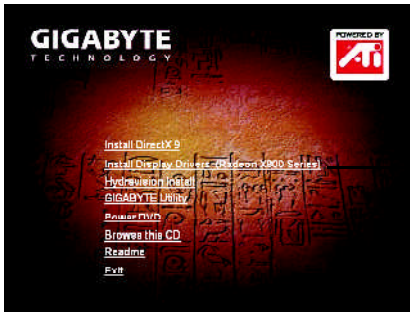 GIGABYTE
TECHNOLOGY
POWERED BY
ATi
Install DirectX 9
Install Display Drivers (Radeon X800 Series)
Hydravision Install
GIGABYTE Utility
Power DVD
Browse this CD
Readme
Exit